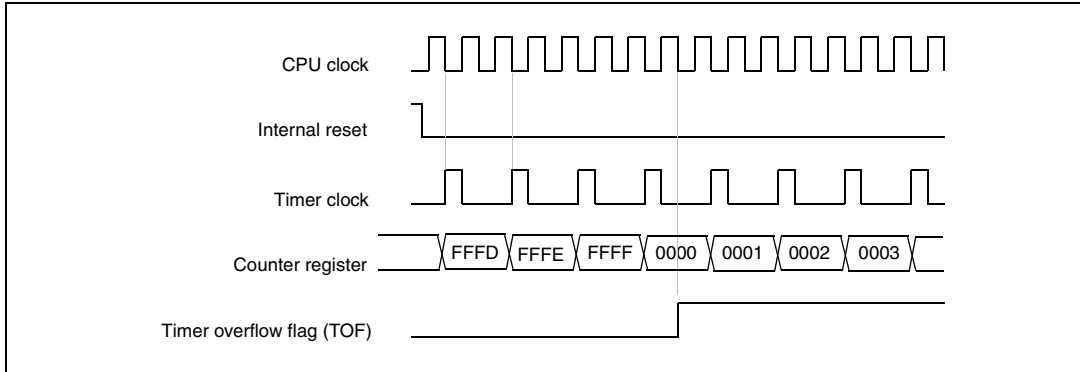 CPU clock
Internal reset
Timer clock
Counter register FFFD FFFE FFFF 0000 0001 0002 0003
Timer overflow flag (TOF)